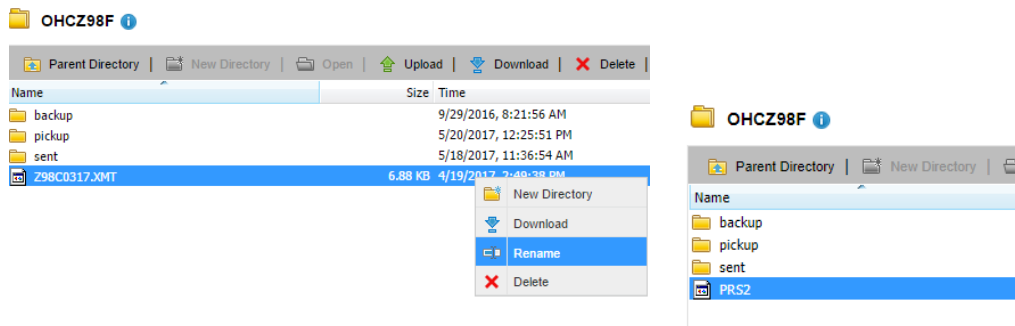 OHCZ98F
Parent Directory | New Directory | Open | Upload | Download | Delete |
Name Size Time
backup 9/29/2016, 8:21:56 AM
pickup 5/20/2017, 12:25:51 PM
sent 5/18/2017, 11:36:54 AM
Z98C0317.XMT 6.88 KB 4/19/2017, 2:49:38 PM
New Directory
Download
Rename
Delete
OHCZ98F
Parent Directory | New Directory |
Name
backup
pickup
sent
PRS2